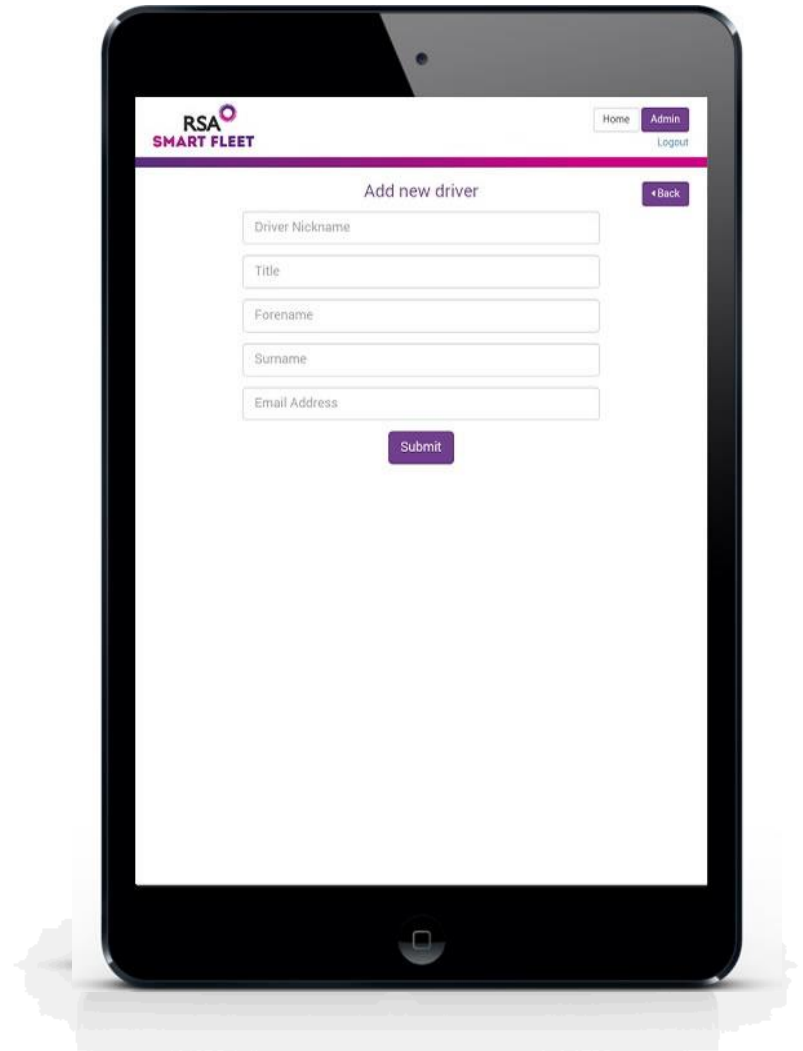 RSA
SMART FLEET
Home
Admin
Logout
Add new driver
Back
Driver Nickname
Title
Forename
Surname
Email Address
Submit